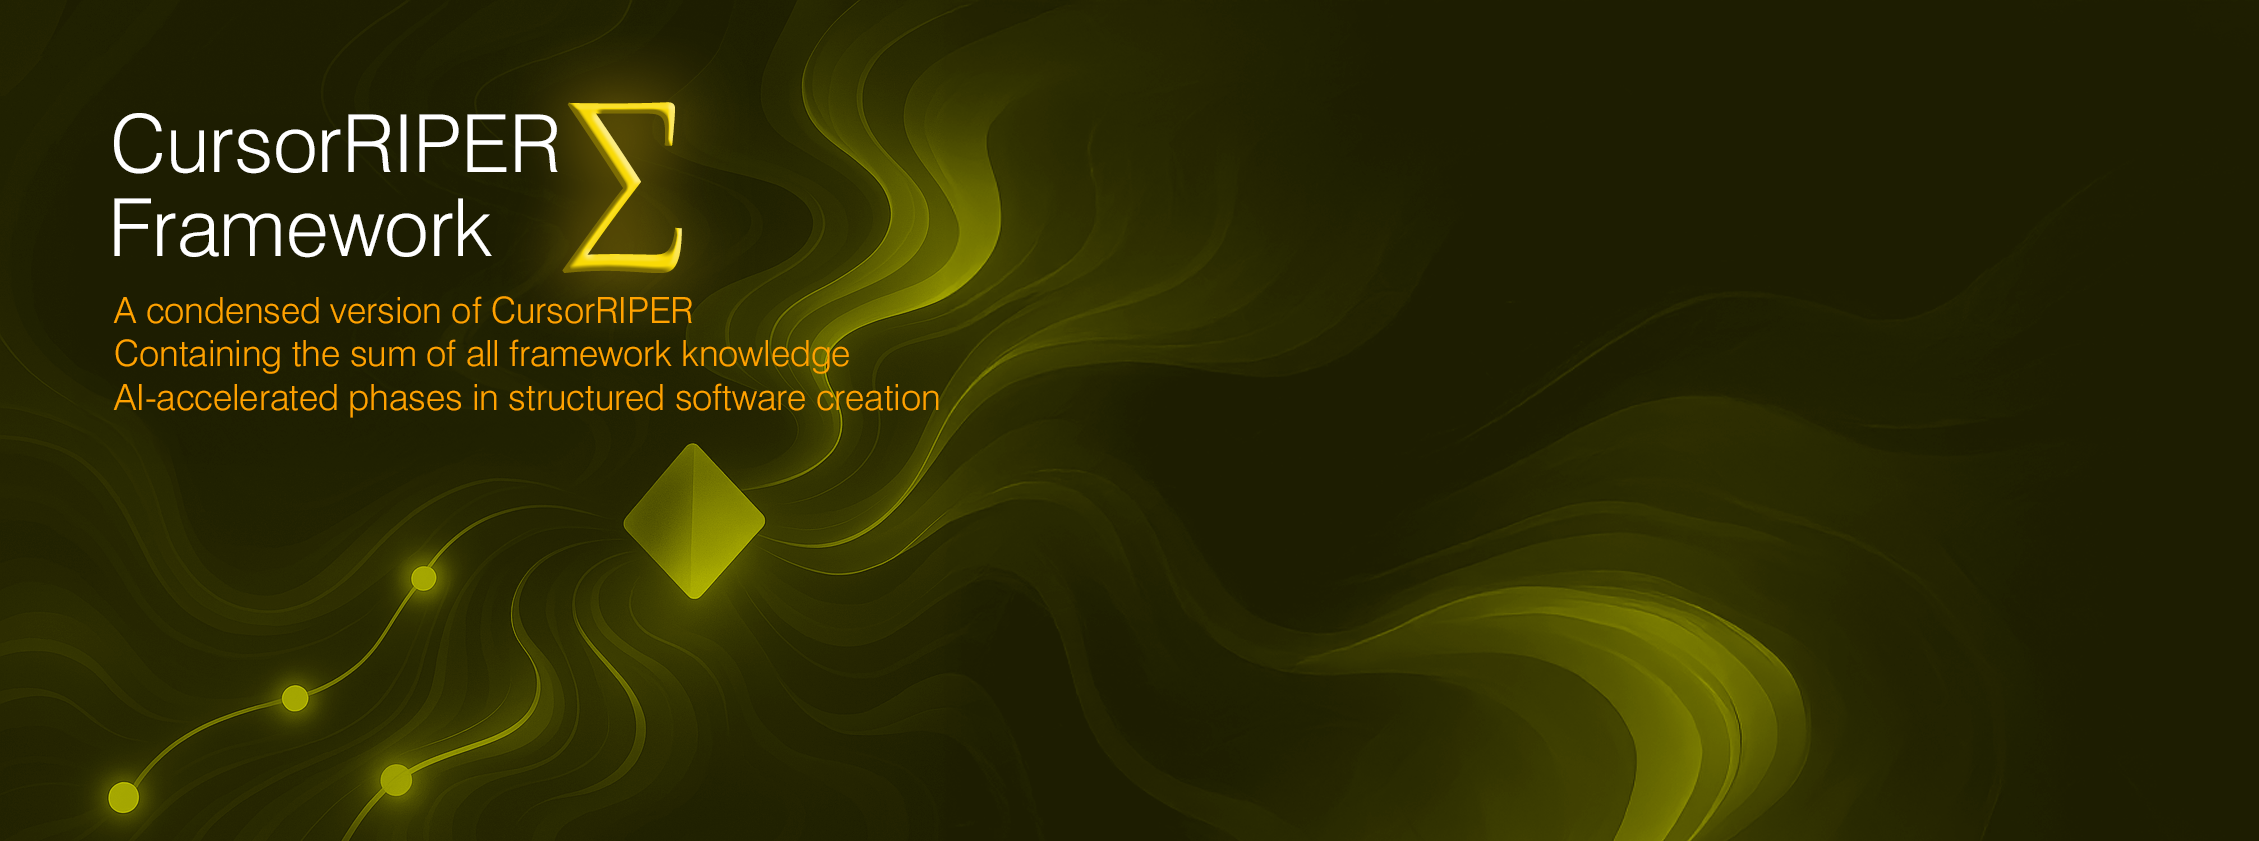 CursorRIPER Σ
Framework
A condensed version of CursorRIPER
Containing the sum of all framework knowledge
AI-accelerated phases in structured software creation